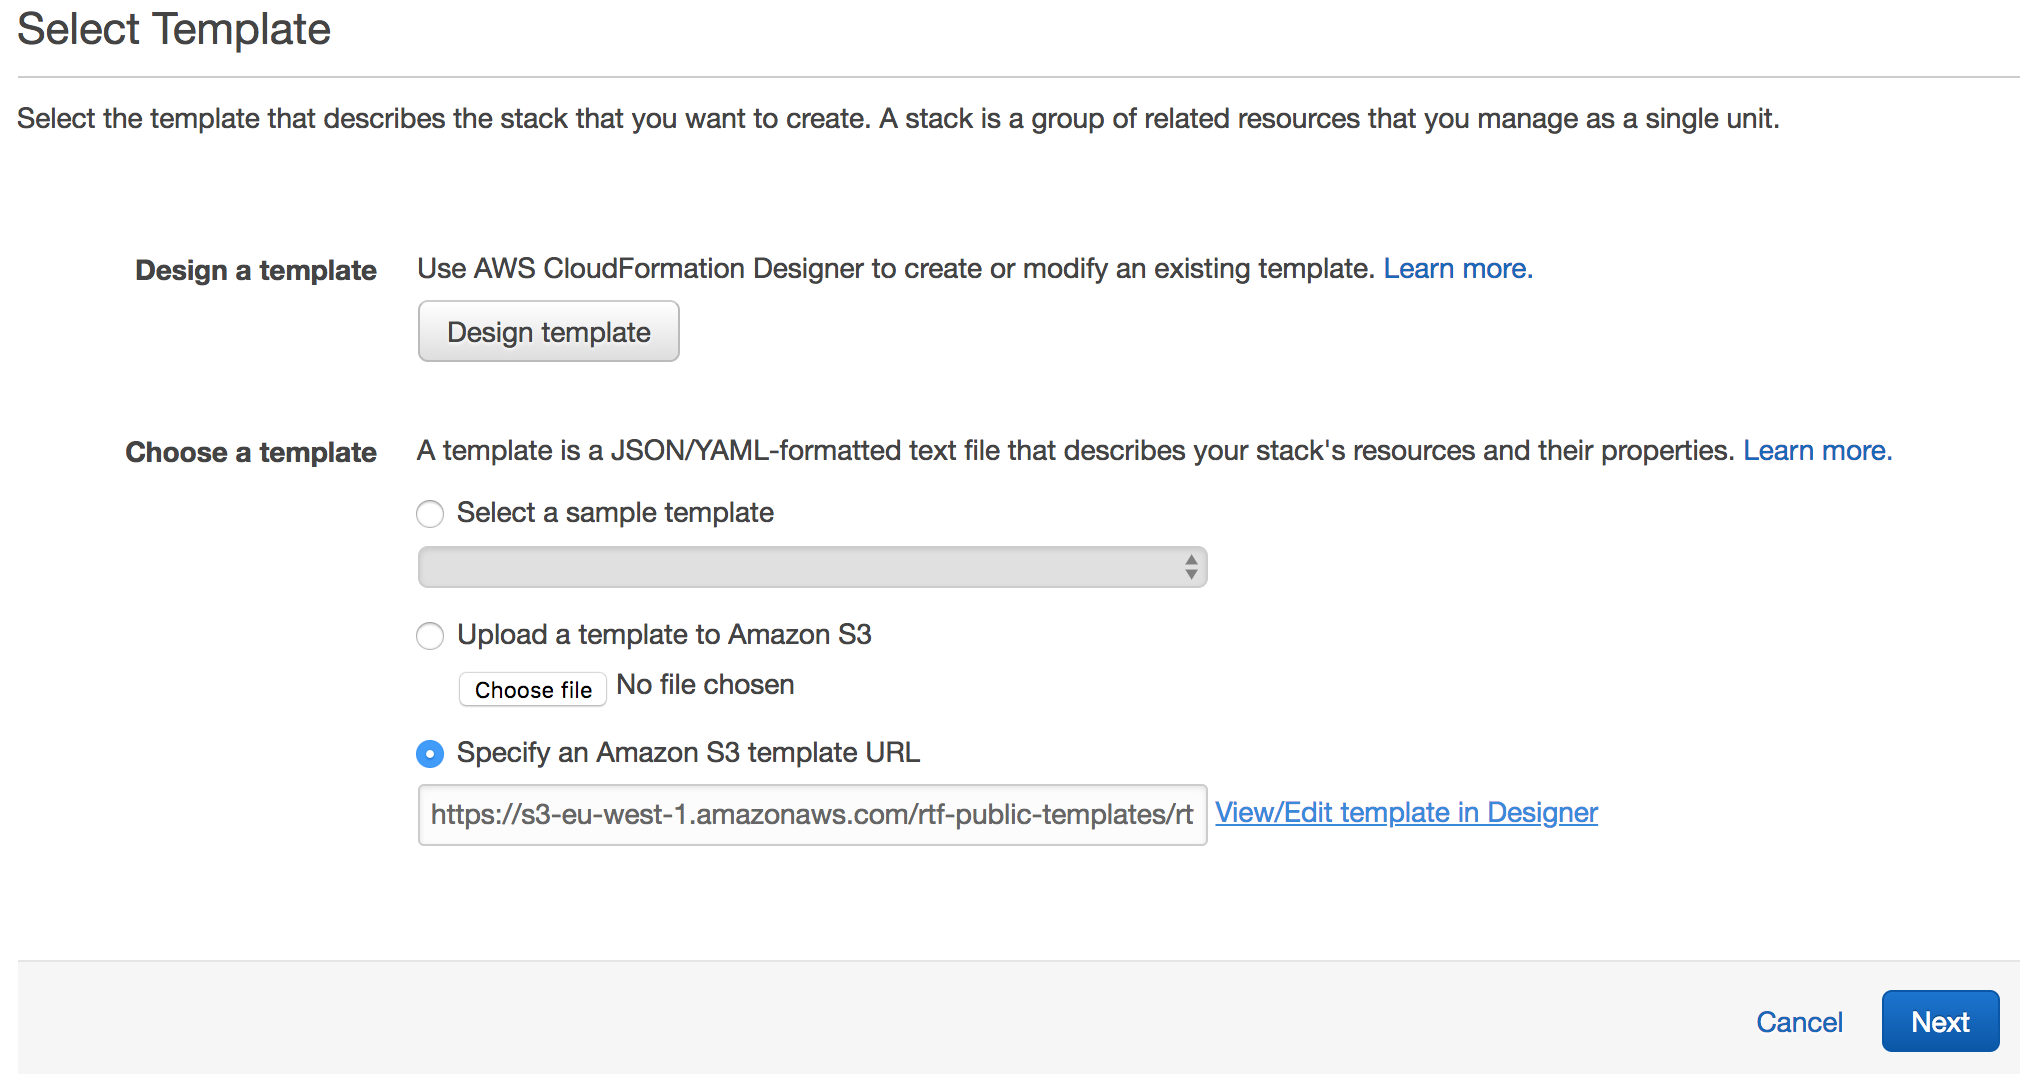 Select Template
Select the template that describes the stack that you want to create. A stack is a group of related resources that you manage as a single unit.
Design a template
Use AWS CloudFormation Designer to create or modify an existing template. Learn more.
Design template
Choose a template
A template is a JSON/YAML-formatted text file that describes your stack's resources and their properties. Learn more.
Select a sample template
Upload a template to Amazon S3
Choose file No file chosen
Specify an Amazon S3 template URL
https://s3-eu-west-1.amazonaws.com/rtf-public-templates/rt View/Edit template in Designer
Cancel Next